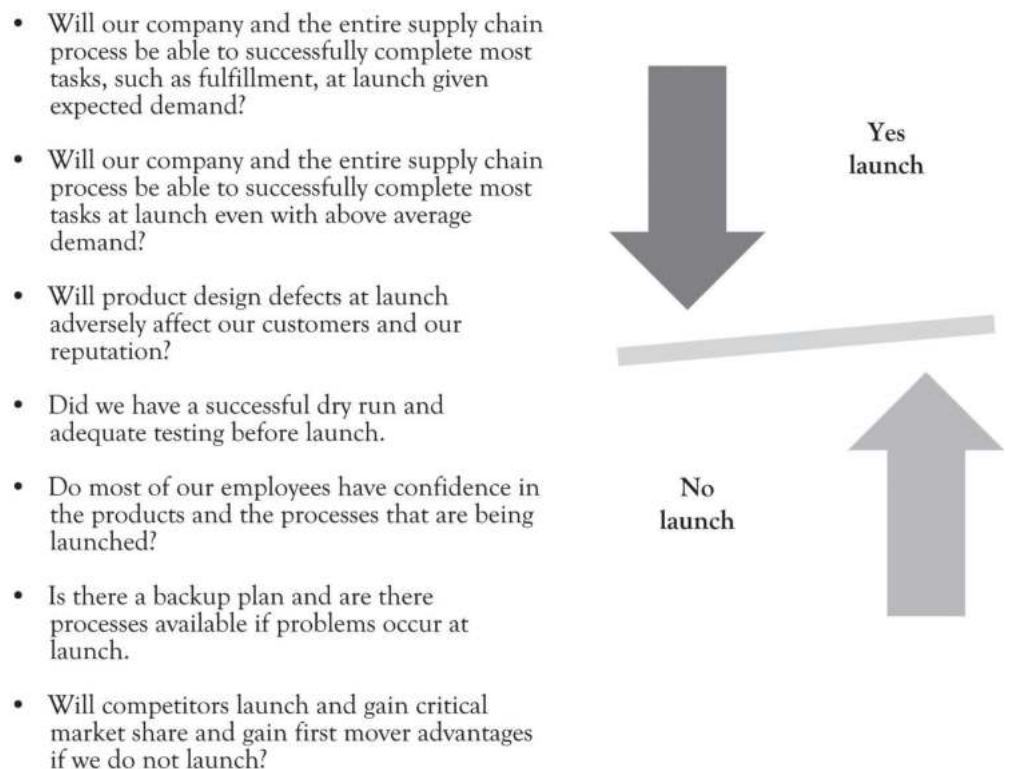 • Will our company and the entire supply chain
process be able to successfully complete most
tasks, such as fulfillment, at launch given
expected demand?
• Will our company and the entire supply chain
process be able to successfully complete most
tasks at launch even with above average
demand?
• Will product design defects at launch
adversely affect our customers and our
reputation?
• Did we have a successful dry run and
adequate testing before launch.
• Do most of our employees have confidence in
the products and the processes that are being
launched?
• Is there a backup plan and are there
processes available if problems occur at
launch.
• Will competitors launch and gain critical
market share and gain first mover advantages
if we do not launch?
Yes
launch
No
launch